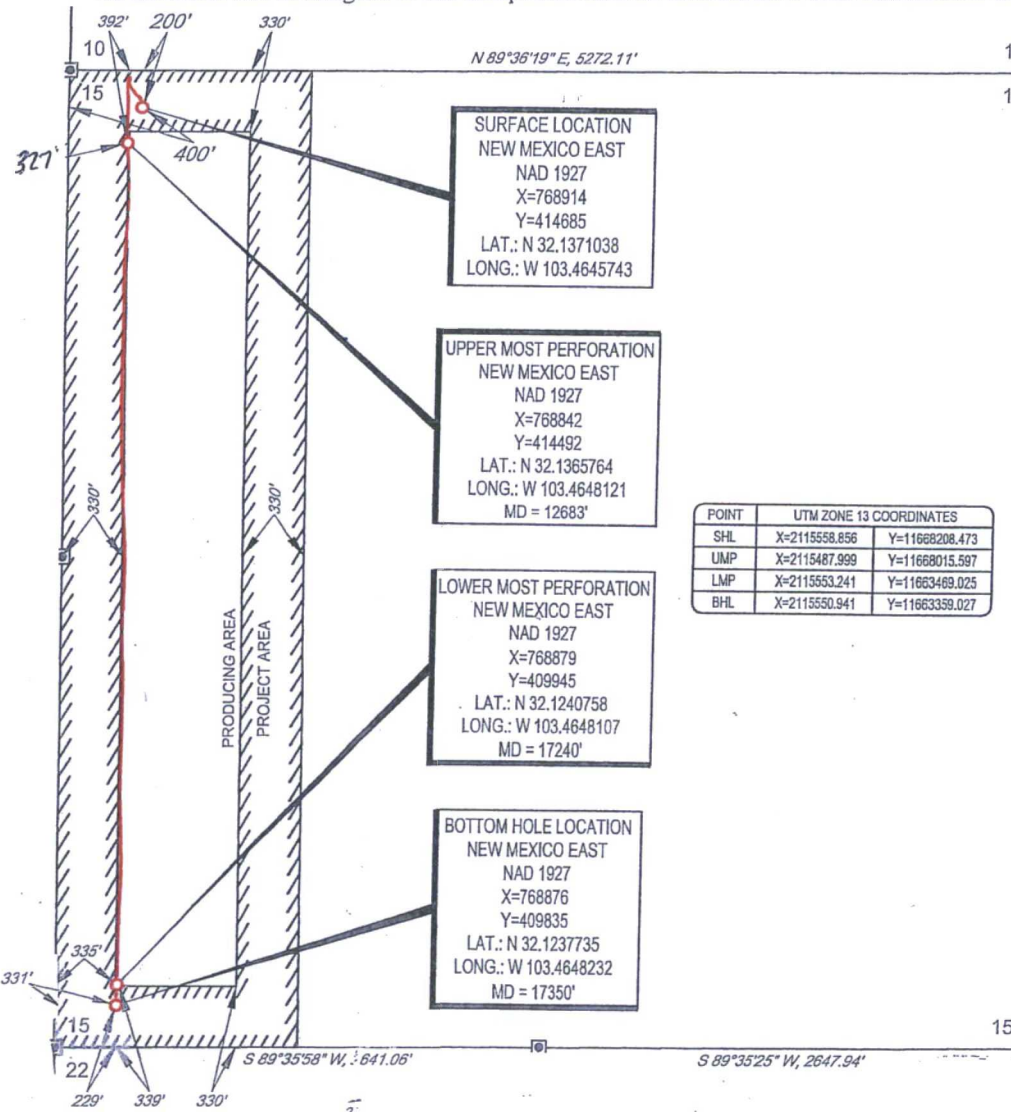 392' 200' 330'
10
N 89°36'19" E, 5272.11'
15
400'
327'
SURFACE LOCATION
NEW MEXICO EAST
NAD 1927
X=768914
Y=414685
LAT.: N 32.1371038
LONG.: W 103.4645743
UPPER MOST PERFORATION
NEW MEXICO EAST
NAD 1927
X=768842
Y=414492
LAT.: N 32.1365764
LONG.: W 103.4648121
MD = 12683'
330' 330'
POINT UTM ZONE 13 COORDINATES
SHL X=2115558.856 Y=11668208.473
UMP X=2115487.999 Y=11668015.597
LMP X=2115553.241 Y=11663469.025
BHL X=2115550.941 Y=11663359.027
PRODUCING AREA
PROJECT AREA
LOWER MOST PERFORATION
NEW MEXICO EAST
NAD 1927
X=768879
Y=409945
LAT.: N 32.1240758
LONG.: W 103.4648107
MD = 17240'
BOTTOM HOLE LOCATION
NEW MEXICO EAST
NAD 1927
X=768876
Y=409835
LAT.: N 32.1237735
LONG.: W 103.4648232
MD = 17350'
335'
331'
15 15
22
S 89°35'58" W, 641.06'
S 89°35'25" W, 2647.94'
229' 339' 330'